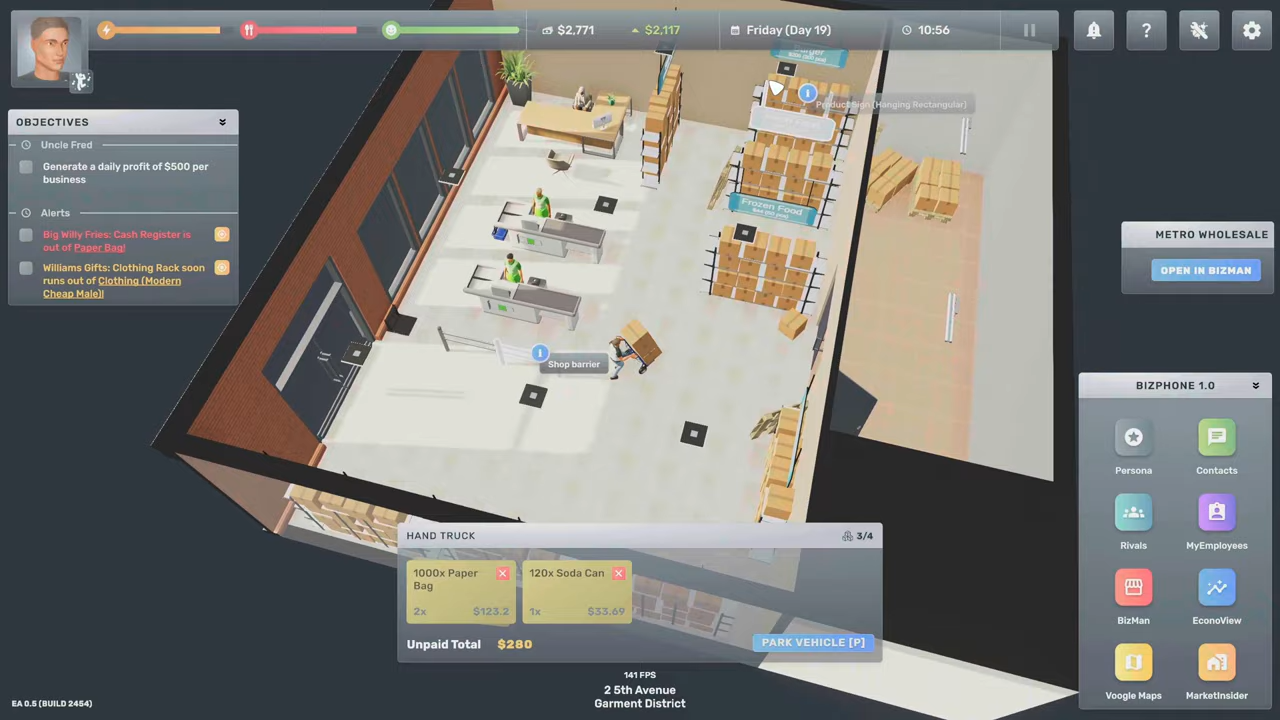 $2,771
$2,117
Friday (Day 19)
10:56
?
OBJECTIVES
Uncle Fred
Generate a daily profit of $500 per
business
Alerts
Big Willy Fries: Cash Register is
out of Paper Bag!
Williams Gifts: Clothing Rack soon
runs out of Clothing (Modern
Cheap Male)!
Product Sign (Hanging Rectangular)
Frozen Food
Shop barrier
METRO WHOLESALE
OPEN IN BIZMAN
BIZPHONE 1.0
Persona
Contacts
Rivals
MyEmployees
BizMan
EconoView
Voogle Maps
MarketInsider
HAND TRUCK
3/4
1000x Paper
Bag
2x $123.2
120x Soda Can
1x $33.69
Unpaid Total $280
PARK VEHICLE [P]
141 FPS
2 5th Avenue
Garment District
EA 0.5 (BUILD 2454)